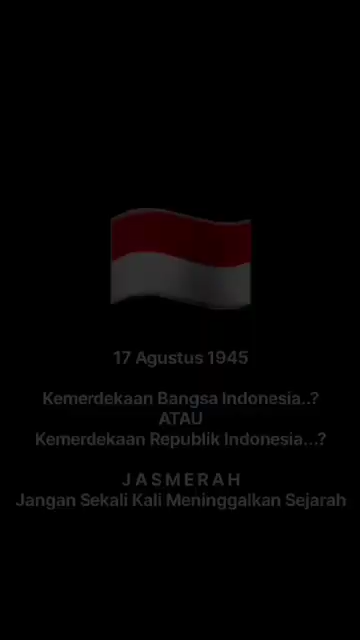 17 Agustus 1945
Kemerdekaan Bangsa Indonesia..?
ATAU
Kemerdekaan Republik Indonesia...?
J A S M E R A H
Jangan Sekali Kali Meninggalkan Sejarah